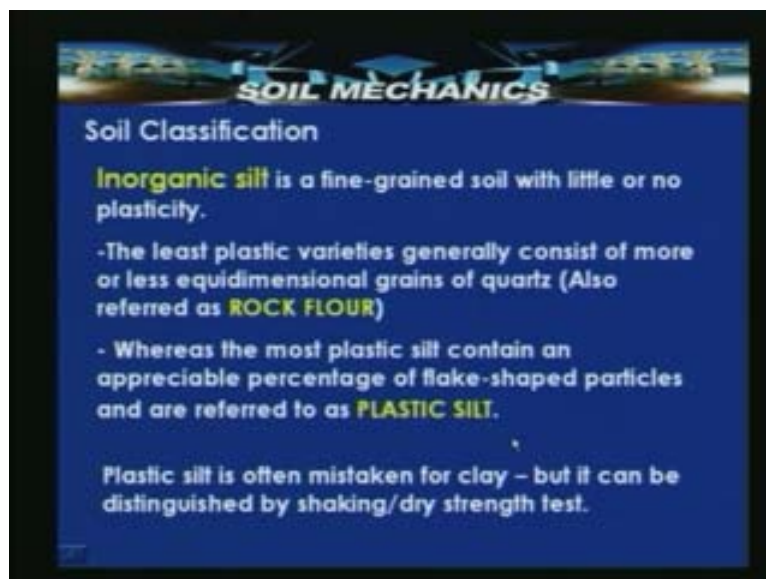 SOIL MECHANICS
Soil Classification
Inorganic silt is a fine-grained soil with little or no
plasticity.
-The least plastic varieties generally consist of more
or less equidimensional grains of quartz (Also
referred as ROCK FLOUR)
- Whereas the most plastic silt contain an
appreciable percentage of flake-shaped particles
and are referred to as PLASTIC SILT.
Plastic silt is often mistaken for clay – but it can be
distinguished by shaking/dry strength test.